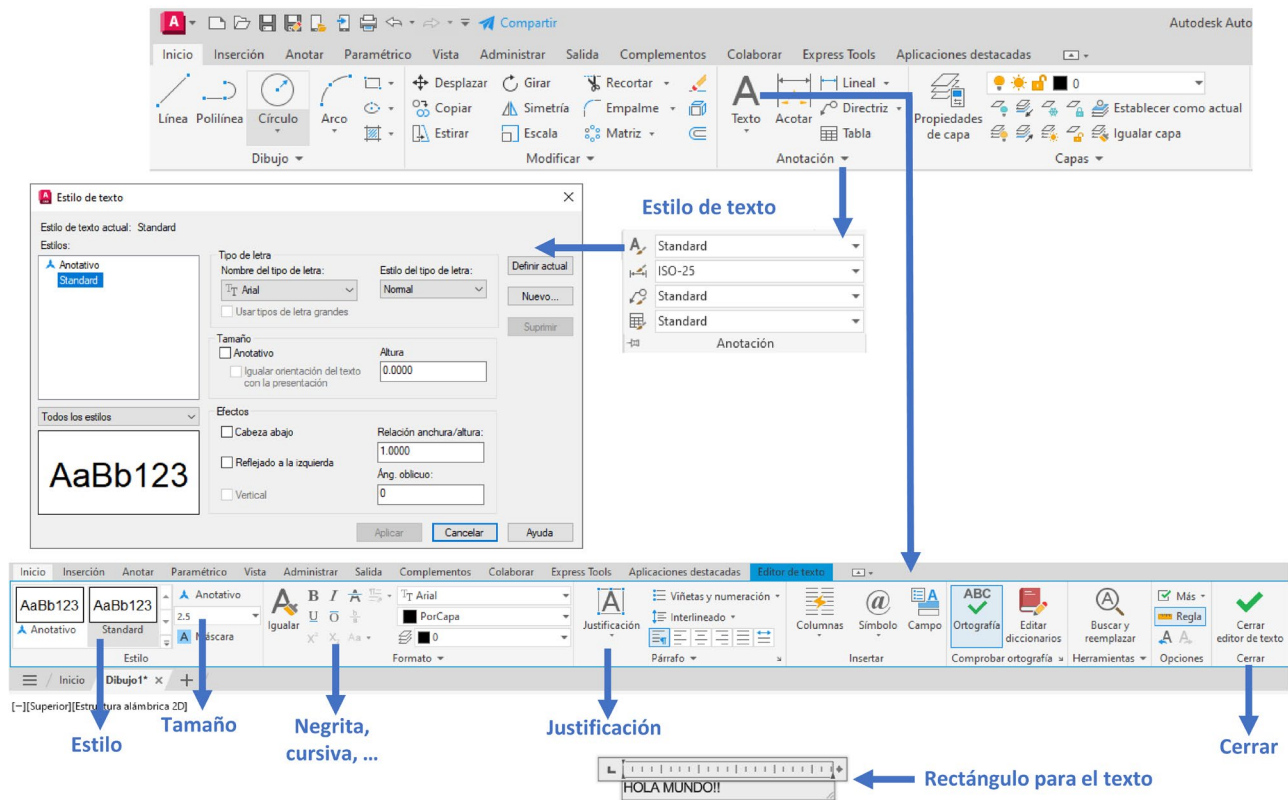 A Compartir Autodesk Auto
Inicio Inserción Anotar Paramétrico Vista Administrar Salida Complementos Colaborar Express Tools Aplicaciones destacadas
Línea Polilínea Círculo Arco
Desplazar Girar Recortar
Copiar Simetría Empalme
Estirar Escala Matriz
A Texto Acotar
Lineal
Directriz
Tabla
Propiedades de capa
0
Establecer como actual
Igualar capa
Dibujo Modificar Anotación Capas
Estilo de texto
Estilo de texto actual: Standard
Estilos:
Anotativo
Standard
Tipo de letra
Nombre del tipo de letra: Estilo del tipo de letra:
Arial Normal
Usar tipos de letra grandes
Definir actual
Nuevo...
Suprimir
Tamaño
Anotativo Altura
Igualar orientación del texto 0.0000
con la presentación
Todos los estilos
AaBb123
Efectos
Cabeza abajo Relación anchura/altura:
1.0000
Reflejado a la izquierda
Áng. oblicuo:
Vertical 0
Aplicar Cancelar Ayuda
Estilo de texto
Standard
ISO-25
Standard
Standard
Anotación
Inicio Inserción Anotar Paramétrico Vista Administrar Salida Complementos Colaborar Express Tools Aplicaciones destacadas Editor de texto
AaBb123 AaBb123
Anotativo Standard
Anotativo
2.5
Máscara
Estilo
Igualar
B I A
U O
X² X₂ Aa
Arial
PorCapa
0
Formato
A
Justificación
Viñetas y numeración
Interlineado
Párrafo
Columnas
@ Símbolo
Campo
Insertar
ABC
Ortografía
Editar
diccionarios
Comprobar ortografía
Buscar y
reemplazar
Herramientas
Más
Regla
Opciones
Cerrar
editor de texto
Cerrar
Inicio / Dibujo1* × +
[−][Superior][Estructura alámbrica 2D]
Estilo
Tamaño
Negrita,
cursiva, ...
Justificación
Cerrar
HOLA MUNDO!!
Rectángulo para el texto